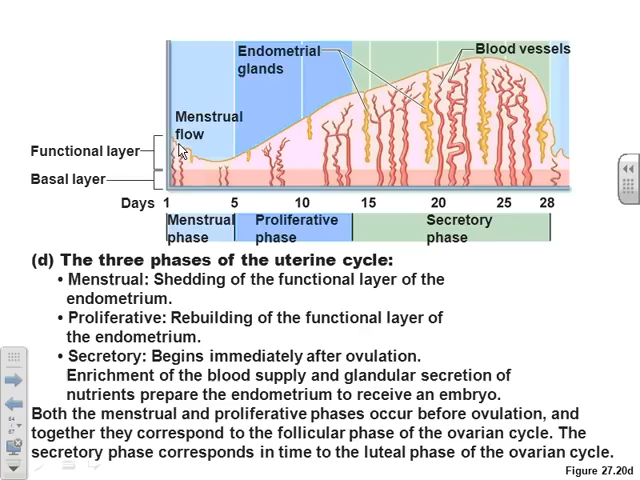 Endometrial
glands
Blood vessels
Menstrual
flow
Functional layer
Basal layer
Days 1 5 10 15 20 25 28
Menstrual
phase
Proliferative
phase
Secretory
phase
(d) The three phases of the uterine cycle:
• Menstrual: Shedding of the functional layer of the
endometrium.
• Proliferative: Rebuilding of the functional layer of
the endometrium.
• Secretory: Begins immediately after ovulation.
Enrichment of the blood supply and glandular secretion of
nutrients prepare the endometrium to receive an embryo.
Both the menstrual and proliferative phases occur before ovulation, and
together they correspond to the follicular phase of the ovarian cycle. The
secretory phase corresponds in time to the luteal phase of the ovarian cycle.
Figure 27.20d